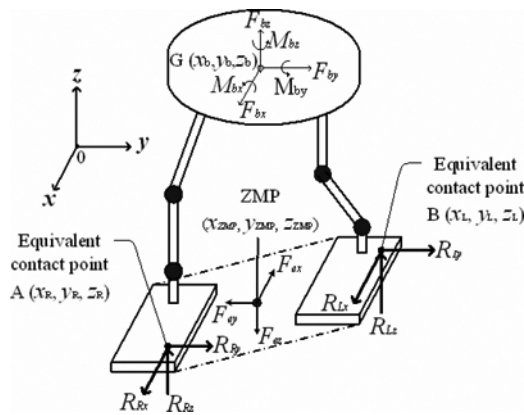 F_bz
M_bz
G (x_b, y_b, z_b)
F_by
M_bx
M_by
F_bx
z
0
y
x
ZMP
(x_ZMP, y_ZMP, z_ZMP)
Equivalent
contact point
B (x_L, y_L, z_L)
Equivalent
contact point
A (x_R, y_R, z_R)
R_Ly
F_ex
F_ey
F_ez
R_Lx
R_Lz
R_Ry
R_Rx
R_Rz